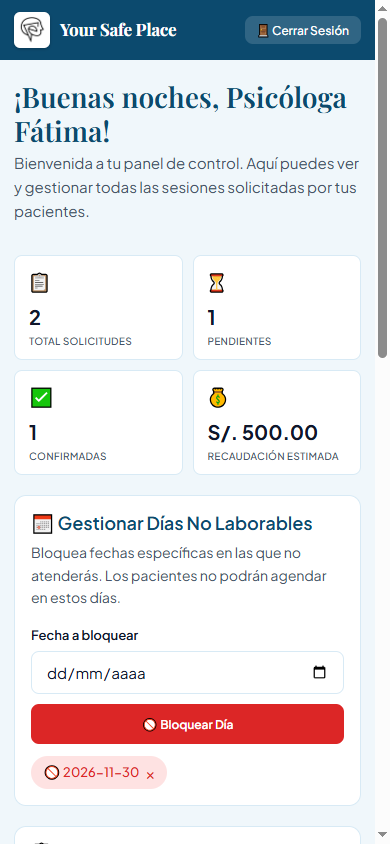 Your Safe Place
Cerrar Sesión
¡Buenas noches, Psicóloga
Fátima!
Bienvenida a tu panel de control. Aquí puedes ver
y gestionar todas las sesiones solicitadas por tus
pacientes.
2
TOTAL SOLICITUDES
1
PENDIENTES
1
CONFIRMADAS
S/. 500.00
RECAUDACIÓN ESTIMADA
Gestionar Días No Laborables
Bloquea fechas específicas en las que no
atenderás. Los pacientes no podrán agendar
en estos días.
Fecha a bloquear
dd/mm/aaaa
Bloquear Día
2026-11-30 ×